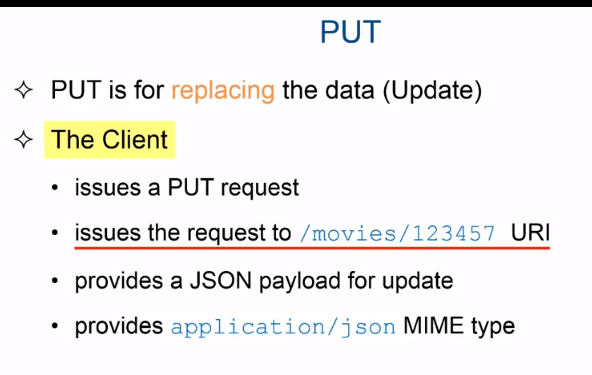 PUT
PUT is for replacing the data (Update)
The Client
issues a PUT request
issues the request to /movies/123457 URI
provides a JSON payload for update
provides application/json MIME type